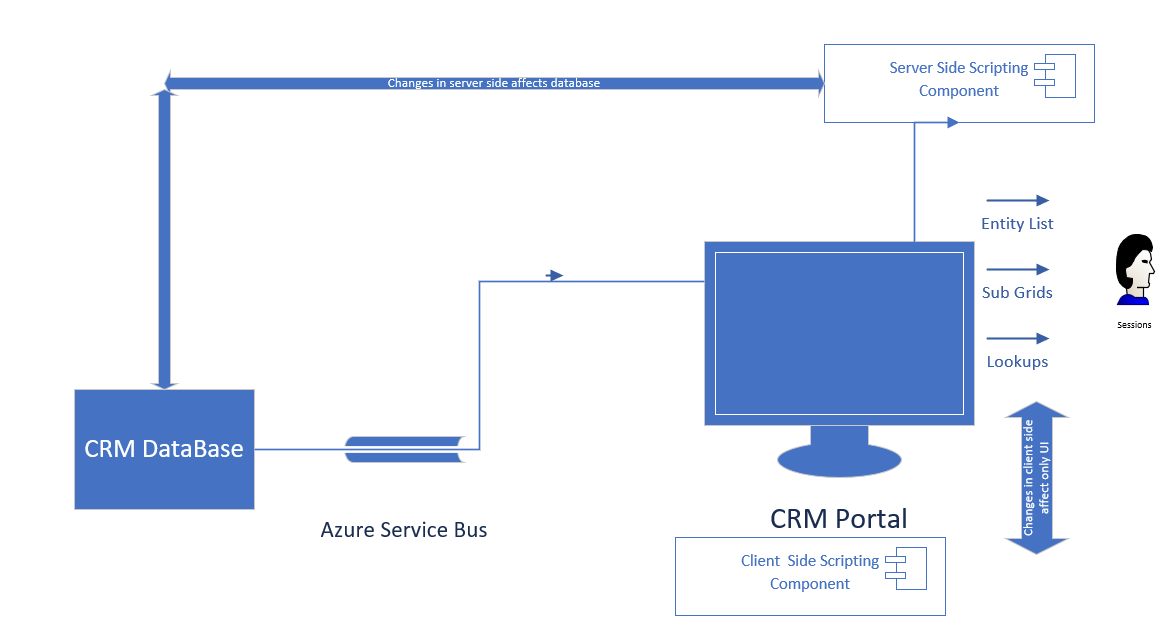 Changes in server side affects database
Server Side Scripting
Component
Entity List
Sub Grids
Lookups
Sessions
CRM DataBase
Azure Service Bus
CRM Portal
Changes in client side
affect only UI
Client  Side Scripting
Component